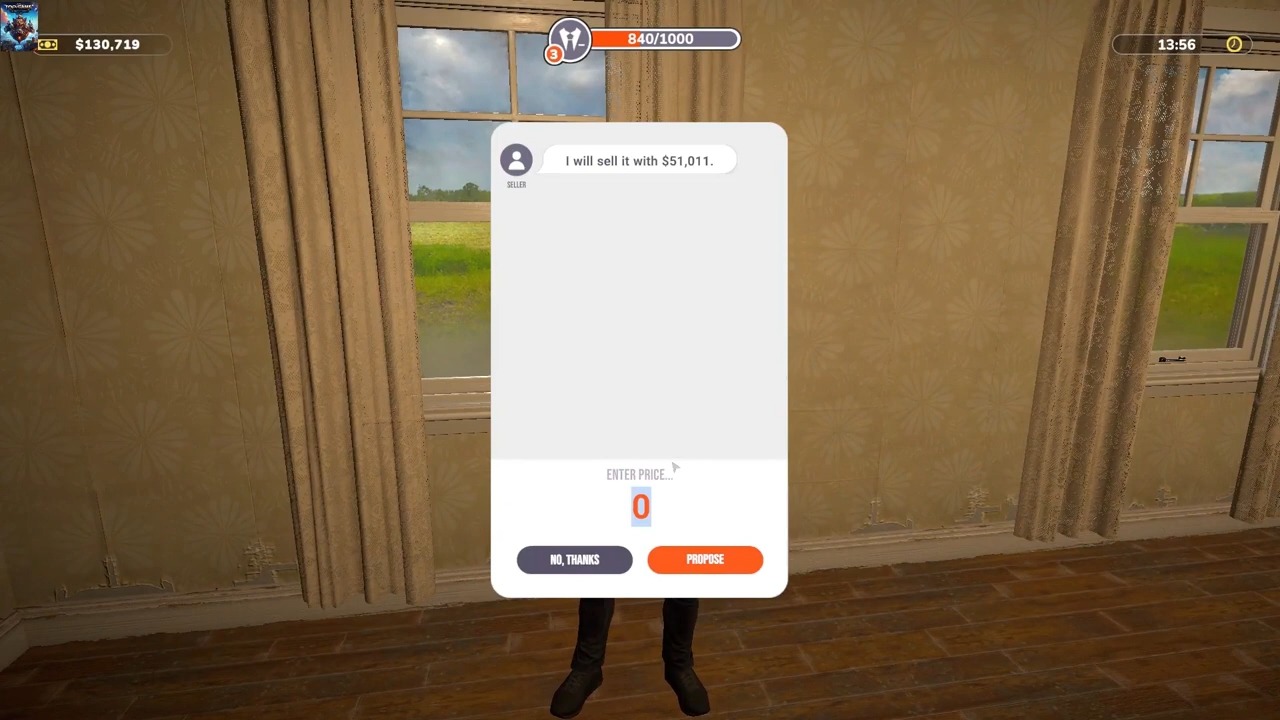 $130,719
840/1000
3
13:56
I will sell it with $51,011.
SELLER
ENTER PRICE...
0
NO, THANKS
PROPOSE